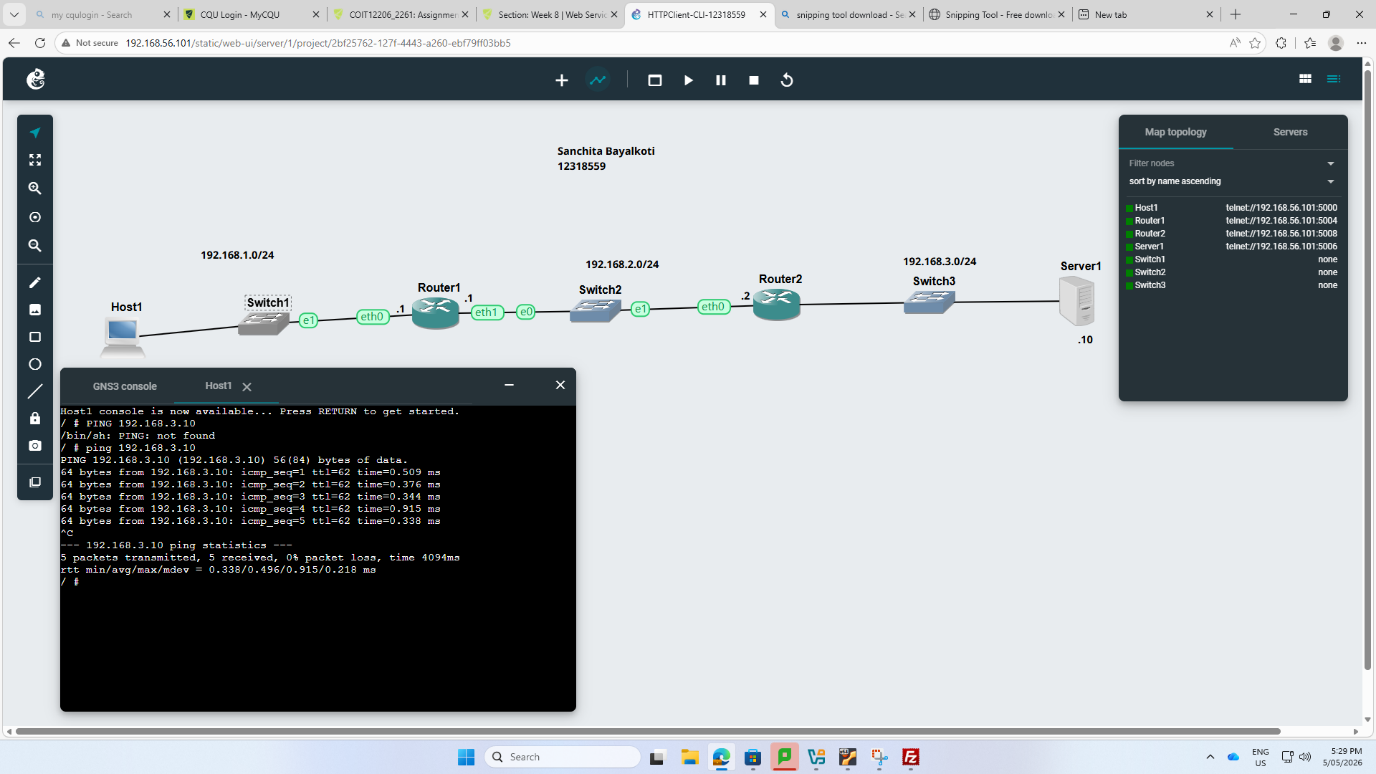 my cqulogin - Search
CQU Login - MyCQU
COIT12206_2261: Assignmen
Section: Week 8 | Web Servic
HTTPClient-CLI-12318559
snipping tool download - Se
Snipping Tool - Free downlo
New tab
Not secure 192.168.56.101/static/web-ui/server/1/project/2bf25762-127f-4443-a260-ebf79ff03bb5
Sanchita Bayalkoti
12318559
192.168.1.0/24
192.168.2.0/24
192.168.3.0/24
Host1
Switch1
Router1
Switch2
Router2
Switch3
Server1
e1
eth0
.1
.1
eth1
e0
e1
eth0
.2
.10
Map topology
Servers
Filter nodes
sort by name ascending
Host1 telnet://192.168.56.101:5000
Router1 telnet://192.168.56.101:5004
Router2 telnet://192.168.56.101:5008
Server1 telnet://192.168.56.101:5006
Switch1 none
Switch2 none
Switch3 none
GNS3 console
Host1
Host1 console is now available... Press RETURN to get started.
/ # PING 192.168.3.10
/bin/sh: PING: not found
/ # ping 192.168.3.10
PING 192.168.3.10 (192.168.3.10) 56(84) bytes of data.
64 bytes from 192.168.3.10: icmp_seq=1 ttl=62 time=0.509 ms
64 bytes from 192.168.3.10: icmp_seq=2 ttl=62 time=0.376 ms
64 bytes from 192.168.3.10: icmp_seq=3 ttl=62 time=0.344 ms
64 bytes from 192.168.3.10: icmp_seq=4 ttl=62 time=0.915 ms
64 bytes from 192.168.3.10: icmp_seq=5 ttl=62 time=0.338 ms
^C
--- 192.168.3.10 ping statistics ---
5 packets transmitted, 5 received, 0% packet loss, time 4094ms
rtt min/avg/max/mdev = 0.338/0.496/0.915/0.218 ms
/ #
Search
ENG
US
5:29 PM
5/05/2026